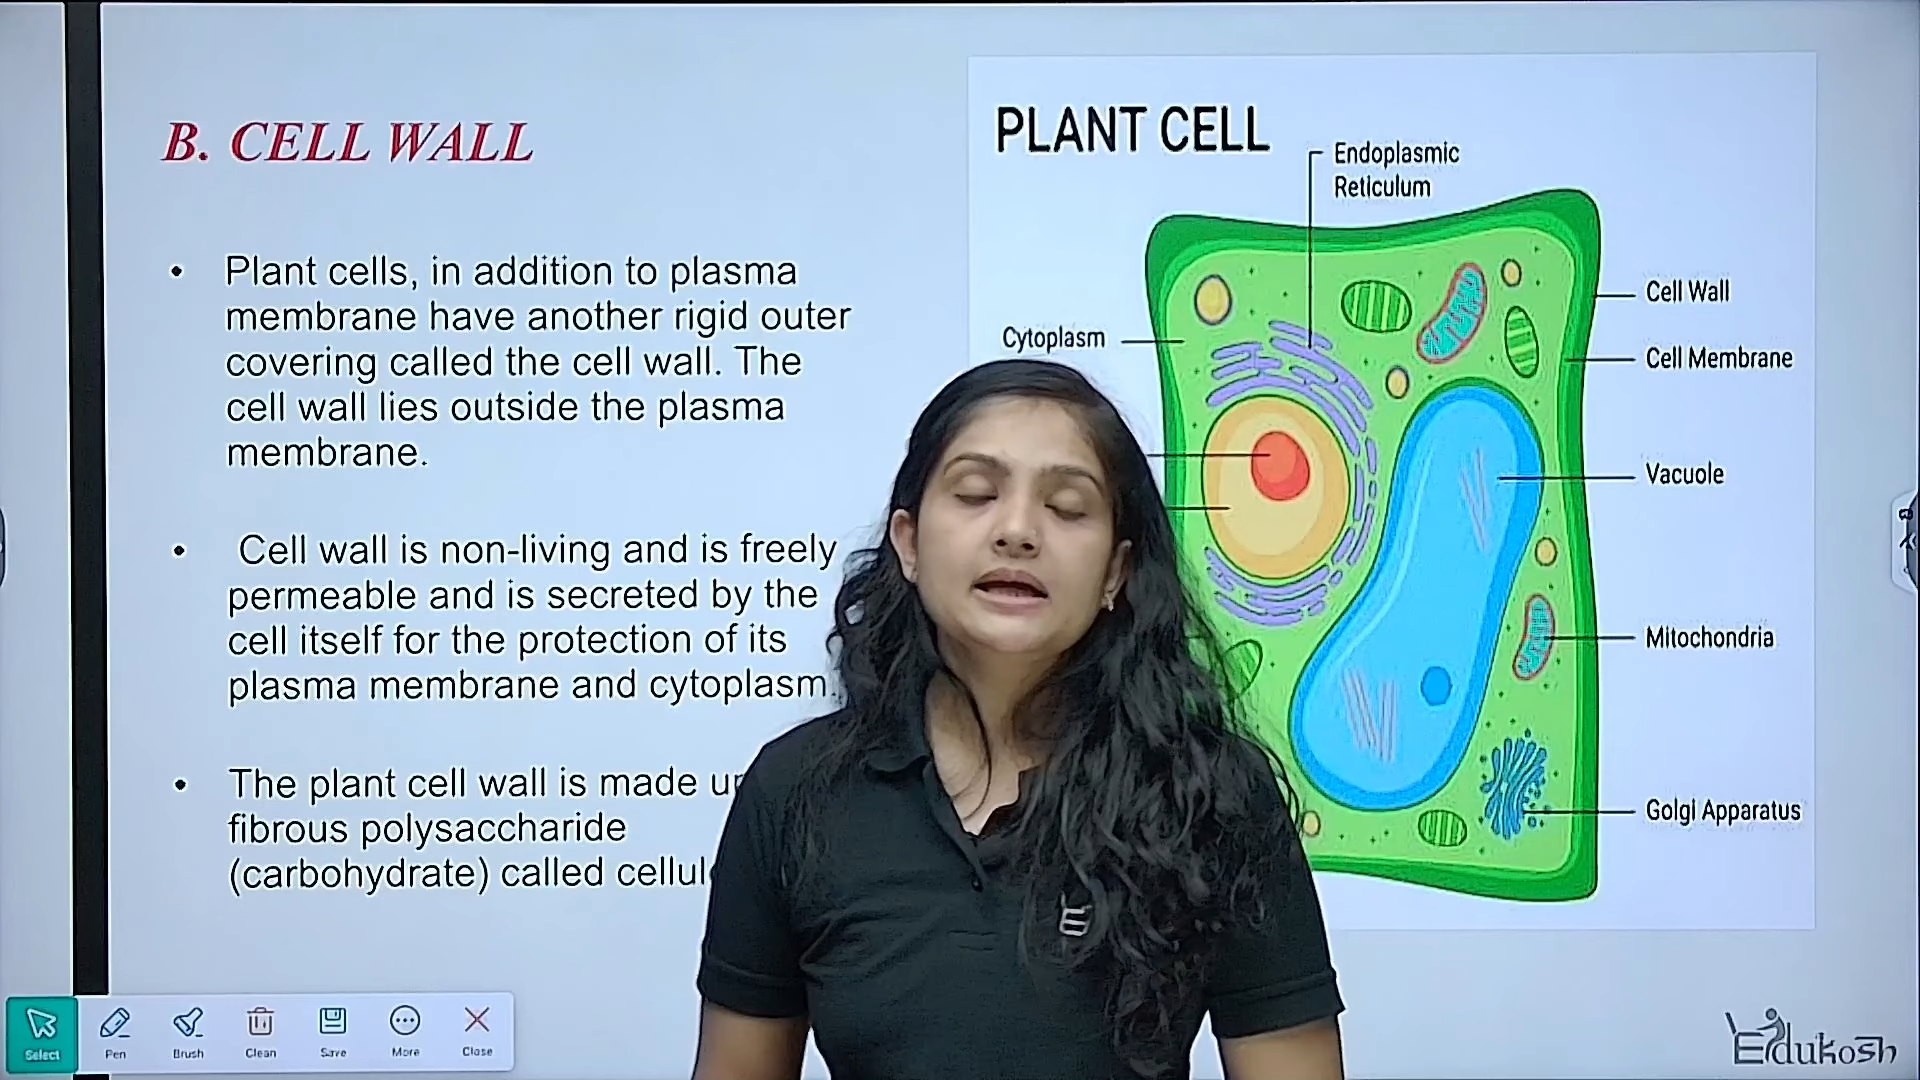 B. CELL WALL
• Plant cells, in addition to plasma
membrane have another rigid outer
covering called the cell wall. The
cell wall lies outside the plasma
membrane.
• Cell wall is non-living and is freely
permeable and is secreted by the
cell itself for the protection of its
plasma membrane and cytoplasm.
• The plant cell wall is made
fibrous polysaccharide
(carbohydrate) called
PLANT CELL
Endoplasmic
Reticulum
Cytoplasm
Cell Wall
Cell Membrane
Vacuole
Mitochondria
Golgi Apparatus
Select Pen Brush Clean Save More Close
Edukosh